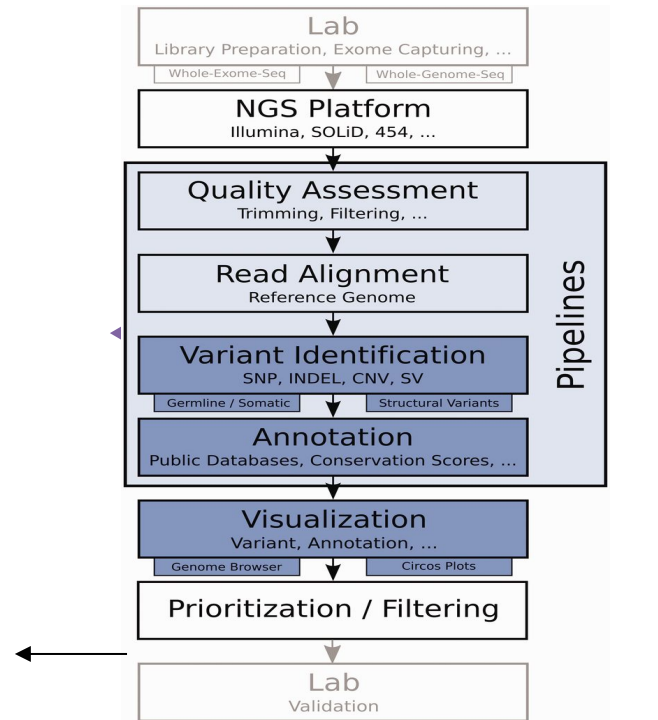 Lab
Library Preparation, Exome Capturing, ...
Whole-Exome-Seq
Whole-Genome-Seq
NGS Platform
Illumina, SOLiD, 454, ...
Quality Assessment
Trimming, Filtering, ...
Read Alignment
Reference Genome
Pipelines
Variant Identification
SNP, INDEL, CNV, SV
Germline / Somatic
Structural Variants
Annotation
Public Databases, Conservation Scores, ...
Visualization
Variant, Annotation, ...
Genome Browser
Circos Plots
Prioritization / Filtering
Lab
Validation